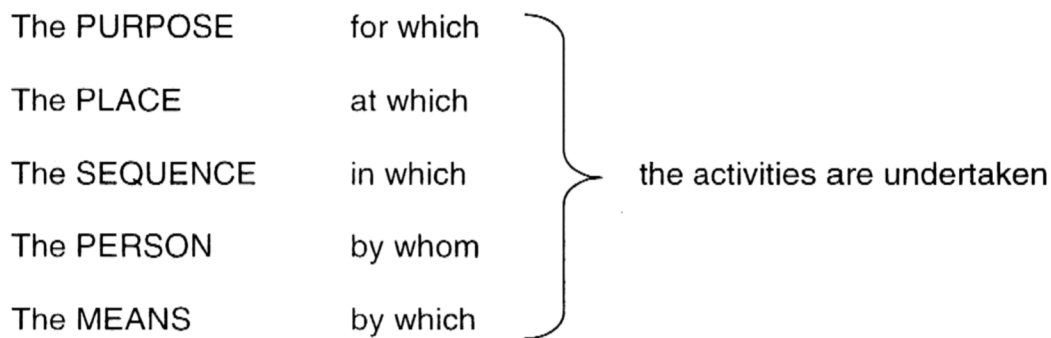 The PURPOSE for which
The PLACE at which
The SEQUENCE in which the activities are undertaken
The PERSON by whom
The MEANS by which